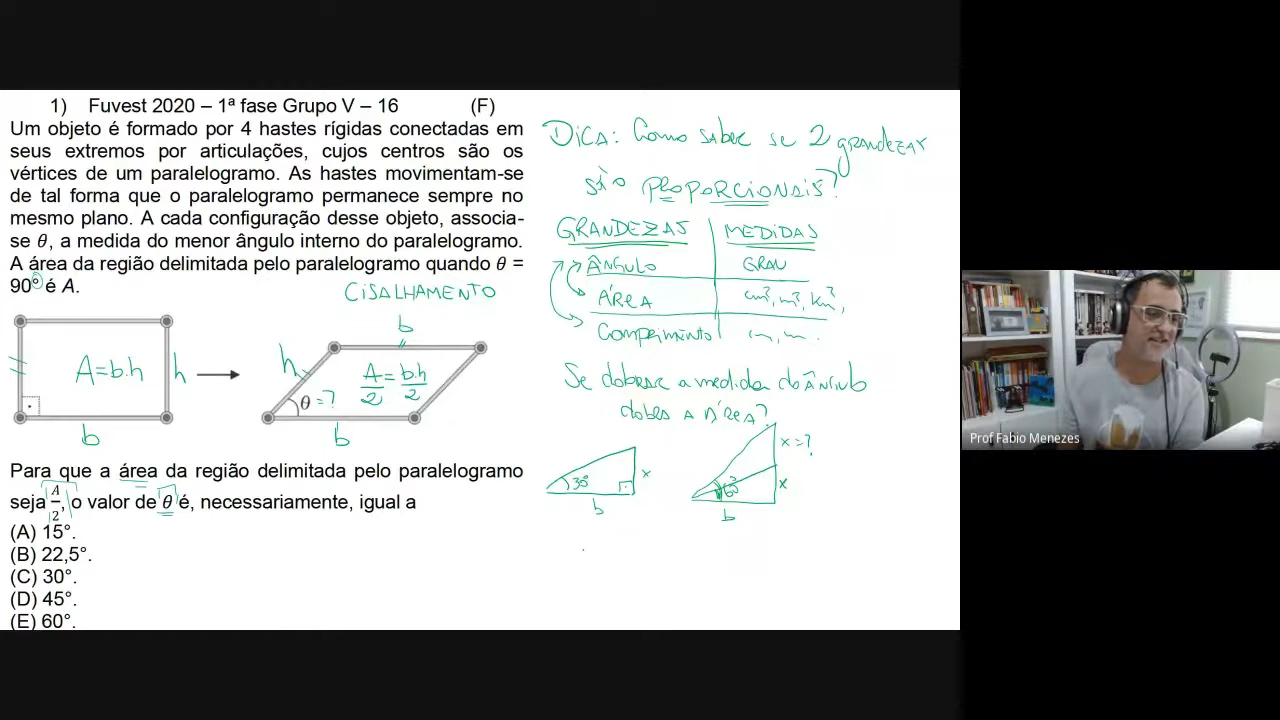 1) Fuvest 2020 – 1ª fase Grupo V – 16 (F)
Um objeto é formado por 4 hastes rígidas conectadas em
seus extremos por articulações, cujos centros são os
vértices de um paralelogramo. As hastes movimentam-se
de tal forma que o paralelogramo permanece sempre no
mesmo plano. A cada configuração desse objeto, associa-
se θ, a medida do menor ângulo interno do paralelogramo.
A área da região delimitada pelo paralelogramo quando θ =
90º é A.
CISALHAMENTO
A=b.h
h
b
b
h
A/2 = b.h/2
θ =?
b
Para que a área da região delimitada pelo paralelogramo
seja A/2, o valor de θ é, necessariamente, igual a
(A) 15°.
(B) 22,5°.
(C) 30°.
(D) 45°.
(E) 60°.
DICA: Como saber se 2 grandezas
são PROPORCIONAIS?
GRANDEZAS MEDIDAS
ÂNGULO GRAU
ÁREA cm², m², km²,
Comprimento m.
Se dobrar a medida do ÂNGULO
dobra a ÁREA?
30°
x
b
60°
x=?
x
b
Prof Fabio Menezes